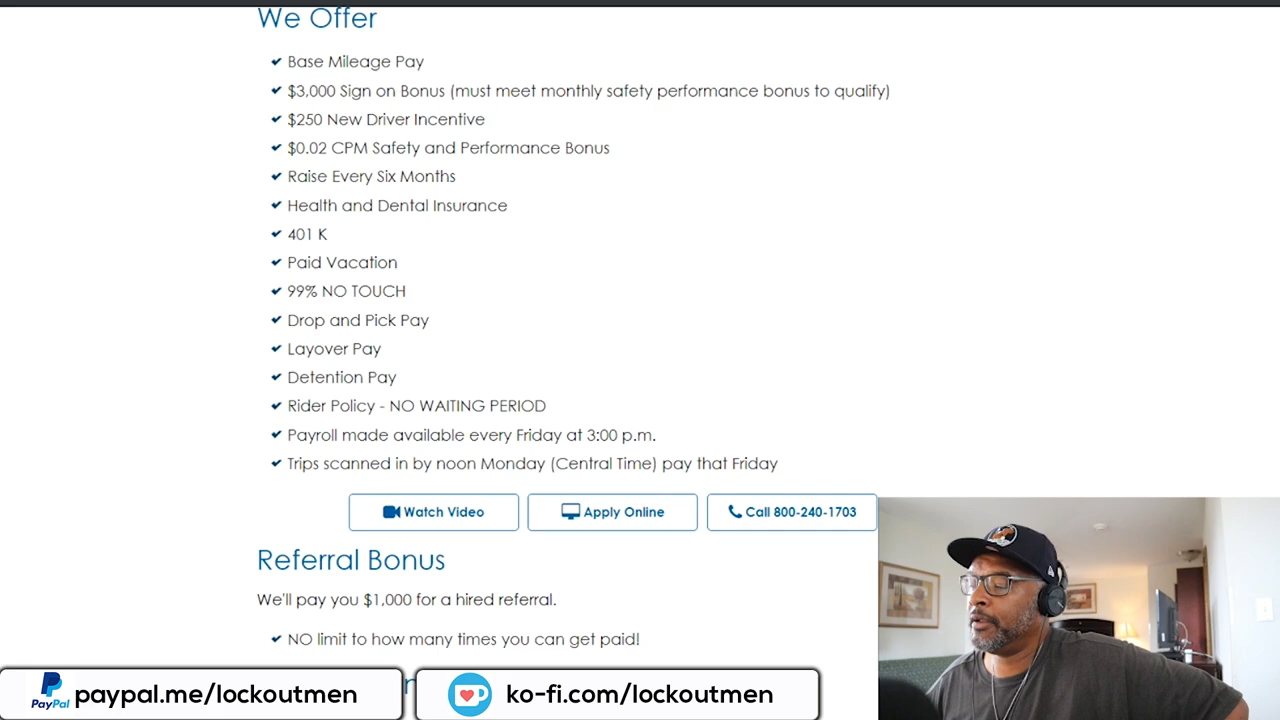 We Offer
Base Mileage Pay
$3,000 Sign on Bonus (must meet monthly safety performance bonus to qualify)
$250 New Driver Incentive
$0.02 CPM Safety and Performance Bonus
Raise Every Six Months
Health and Dental Insurance
401 K
Paid Vacation
99% NO TOUCH
Drop and Pick Pay
Layover Pay
Detention Pay
Rider Policy - NO WAITING PERIOD
Payroll made available every Friday at 3:00 p.m.
Trips scanned in by noon Monday (Central Time) pay that Friday
Watch Video Apply Online Call 800-240-1703
Referral Bonus
We'll pay you $1,000 for a hired referral.
NO limit to how many times you can get paid!
PayPal paypal.me/lockoutmen ko-fi.com/lockoutmen